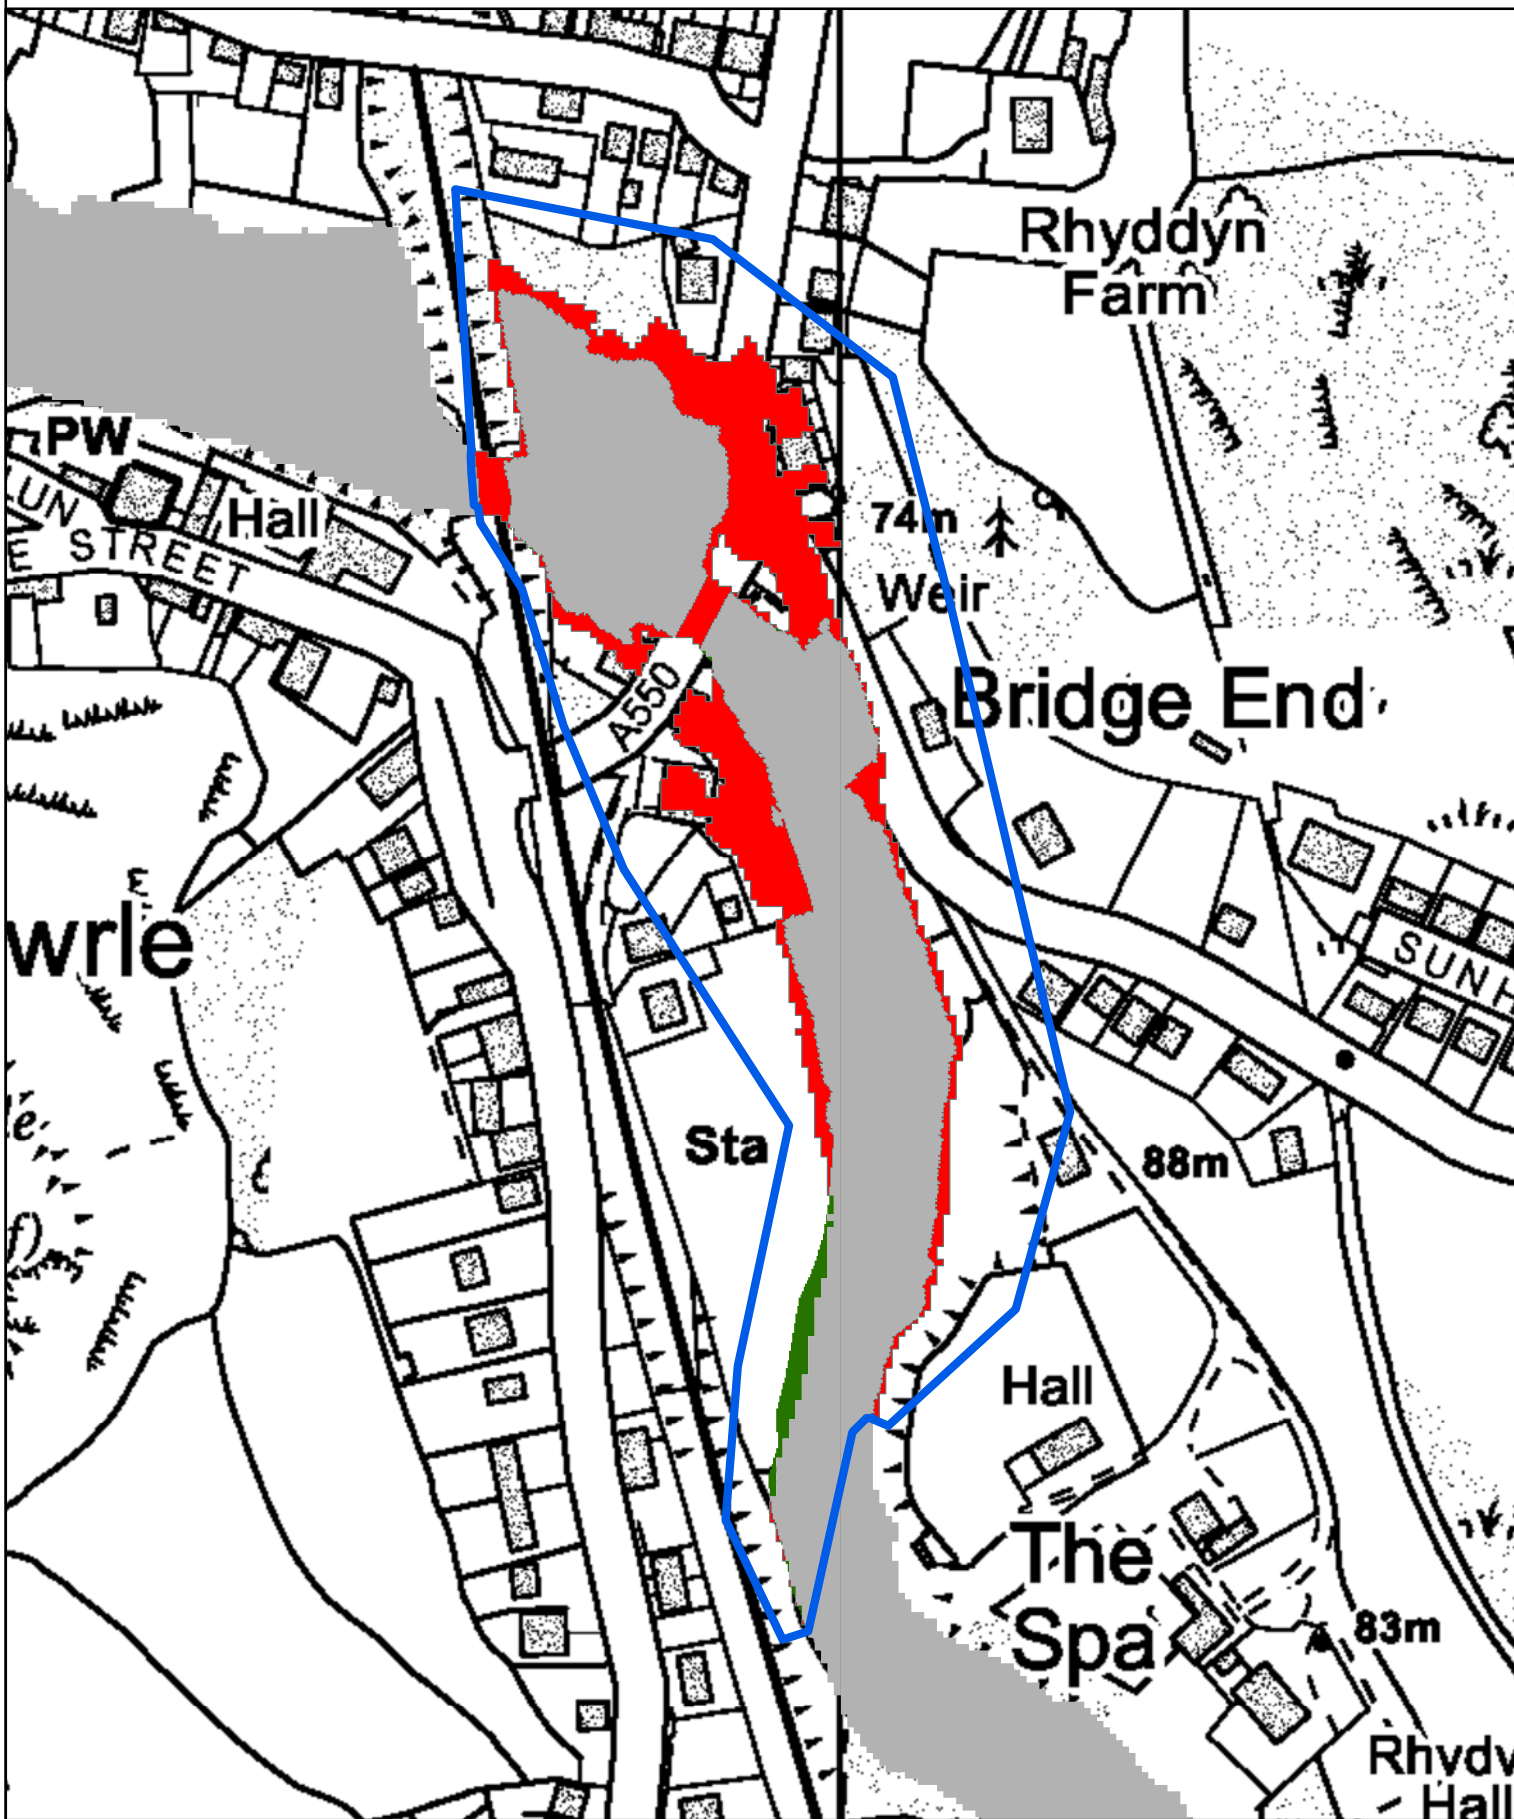 Rhyddyn
Farm
PW
Hall
STREET
74m
Weir
A550
Bridge End
wrle
SUNH
Sta
88m
Hall
The
Spa
83m
Rhydy
Hall